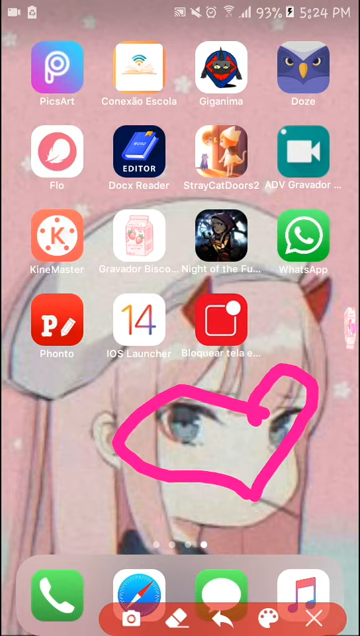 93% 5:24 PM
PicsArt Conexão Escola Giganima Doze
EDITOR
Flo Docx Reader StrayCatDoors2 ADV Gravador ...
KineMaster Gravador Bisco... Night of the Fu... WhatsApp
14
Phonto IOS Launcher Bloquear tela e...